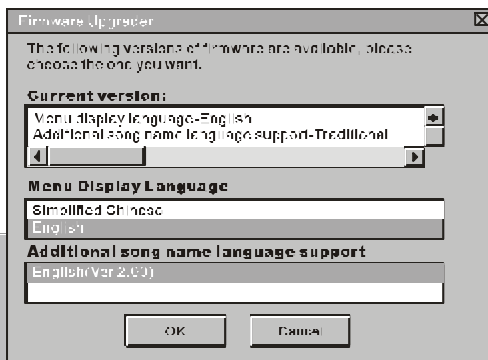 Firmware Upgrader
The following versions of firmware are available, please
choose the one you want.
Current version:
Menu display language-English
Additional song name language support-Traditional
Menu Display Language
Simplified Chinese
English
Additional song name language support
English(Ver.2.00)
OK
Cancel